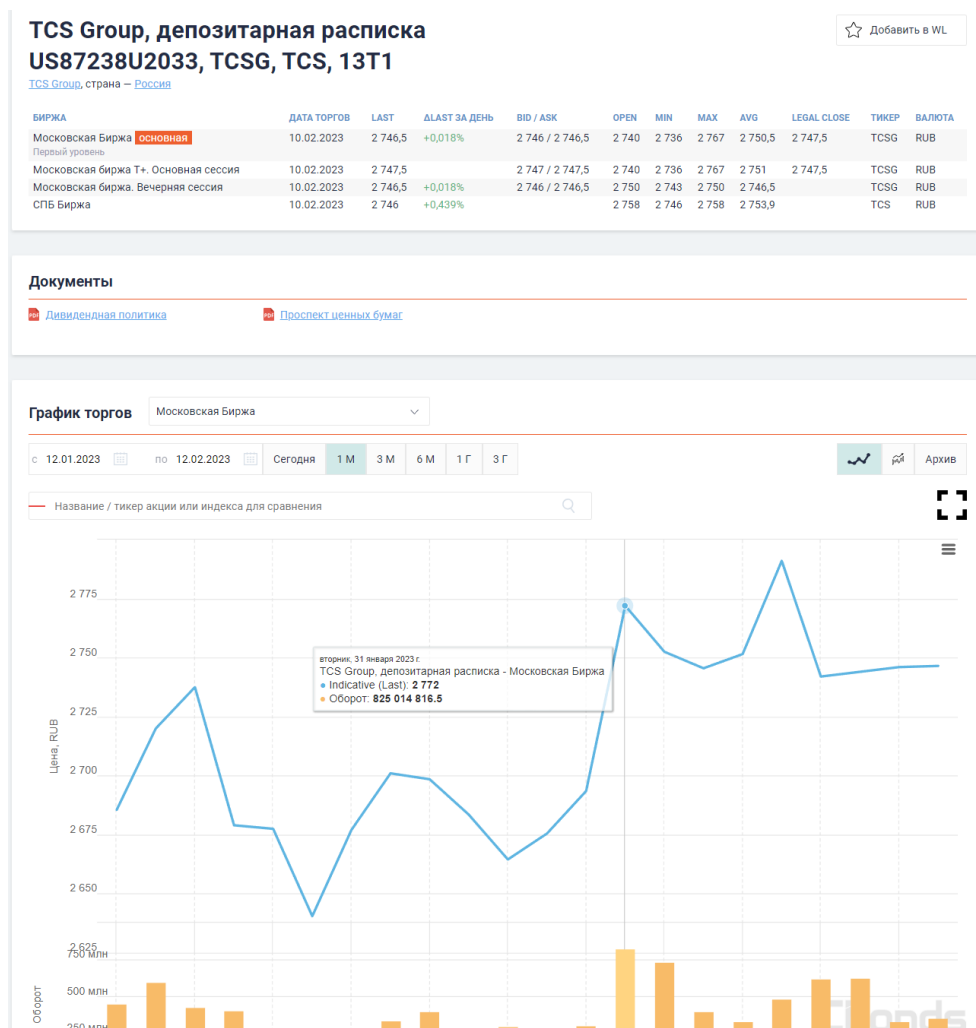 TCS Group, депозитарная расписка
US87238U2033, TCSG, TCS, 13T1
Добавить в WL
TCS Group, страна — Россия
БИРЖА ДАТА ТОРГОВ LAST ΔLAST ЗА ДЕНЬ BID / ASK OPEN MIN MAX AVG LEGAL CLOSE ТИКЕР ВАЛЮТА
Московская Биржа основная 10.02.2023 2 746,5 +0,018% 2 746 / 2 746,5 2 740 2 736 2 767 2 750,5 2 747,5 TCSG RUB
Первый уровень
Московская биржа Т+. Основная сессия 10.02.2023 2 747,5 2 747 / 2 747,5 2 740 2 736 2 767 2 751 2 747,5 TCSG RUB
Московская биржа. Вечерняя сессия 10.02.2023 2 746,5 +0,018% 2 746 / 2 746,5 2 750 2 743 2 750 2 746,5 TCSG RUB
СПБ Биржа 10.02.2023 2 746 +0,439% 2 758 2 746 2 758 2 753,9 TCS RUB
Документы
PDF Дивидендная политика PDF Проспект ценных бумаг
График торгов Московская Биржа
с 12.01.2023 по 12.02.2023 Сегодня 1 М 3 М 6 М 1 Г 3 Г Архив
Название / тикер акции или индекса для сравнения
2 775
2 750
вторник, 31 января 2023 г.
TCS Group, депозитарная расписка - Московская Биржа
Indicative (Last): 2 772
Оборот: 825 014 816.5
2 725
Цена, RUB
2 700
2 675
2 650
2 625
750 млн
Оборот
500 млн
250 млн
Cbonds